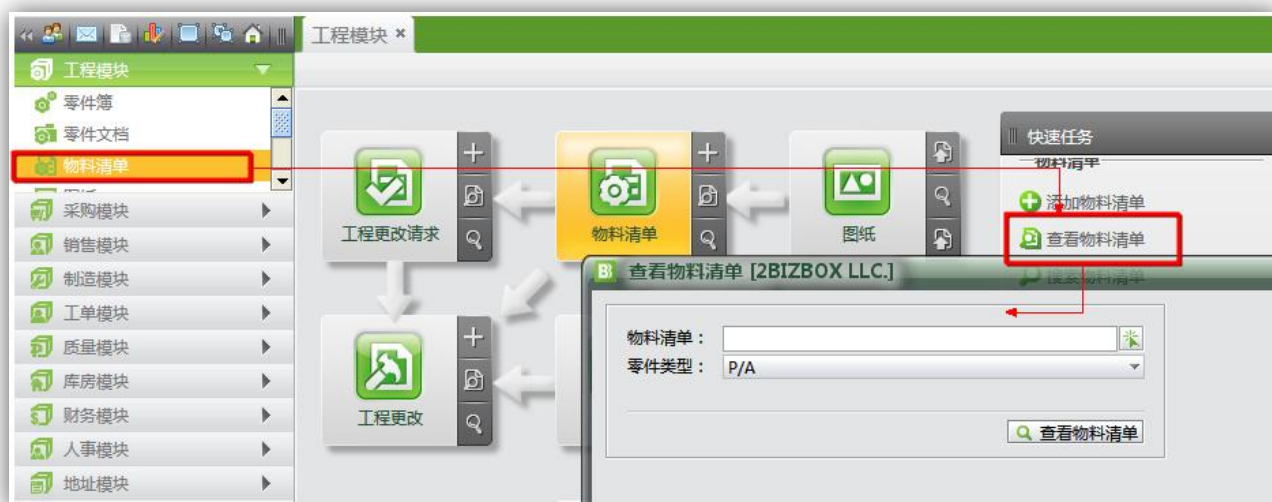 工程模块 ×
工程模块
零件簿
零件文档
物料清单
采购模块
销售模块
制造模块
工单模块
质量模块
库房模块
财务模块
人事模块
地址模块
工程更改请求
物料清单
图纸
工程更改
快速任务
物料清单
添加物料清单
查看物料清单
搜索物料清单
查看物料清单 [2BIZBOX LLC.]
物料清单：
零件类型： P/A
查看物料清单